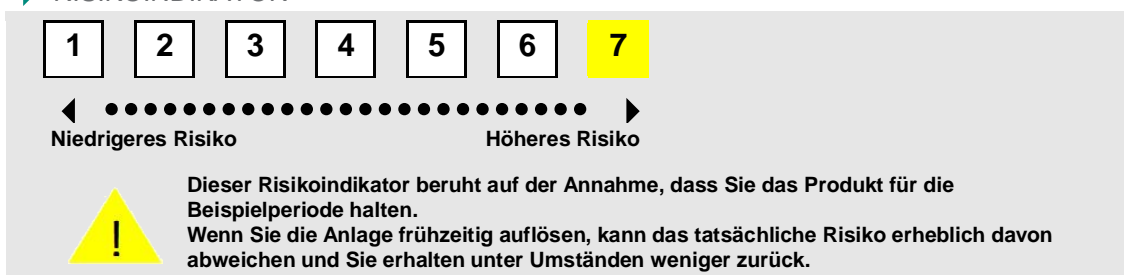 RISIKOINDIKATOR
1 2 3 4 5 6 7
Niedrigeres Risiko Höheres Risiko
Dieser Risikoindikator beruht auf der Annahme, dass Sie das Produkt für die
Beispielperiode halten.
! Wenn Sie die Anlage frühzeitig auflösen, kann das tatsächliche Risiko erheblich davon
abweichen und Sie erhalten unter Umständen weniger zurück.